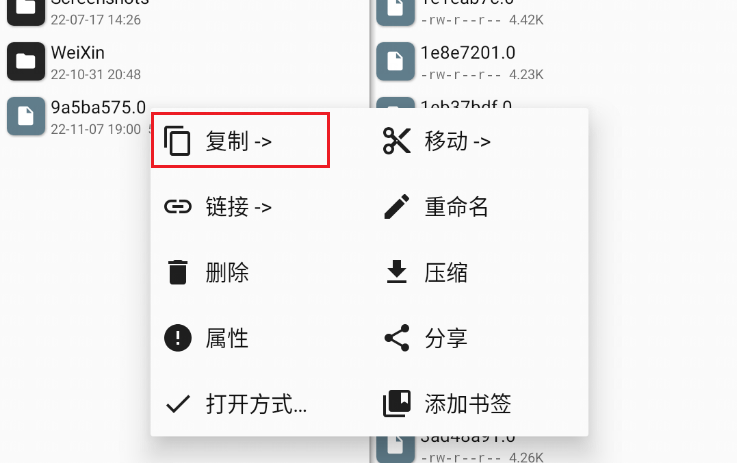 Screenshots
22-07-17 14:26
WeiXin
22-10-31 20:48
9a5ba575.0
22-11-07 19:00
-rw-r--r-- 4.42K
1e8e7201.0
-rw-r--r-- 4.23K
1eb37bdf.0
复制 ->
移动 ->
链接 ->
重命名
删除
压缩
属性
分享
打开方式...
添加书签
3ad48a91.0
-rw-r--r-- 4.26K